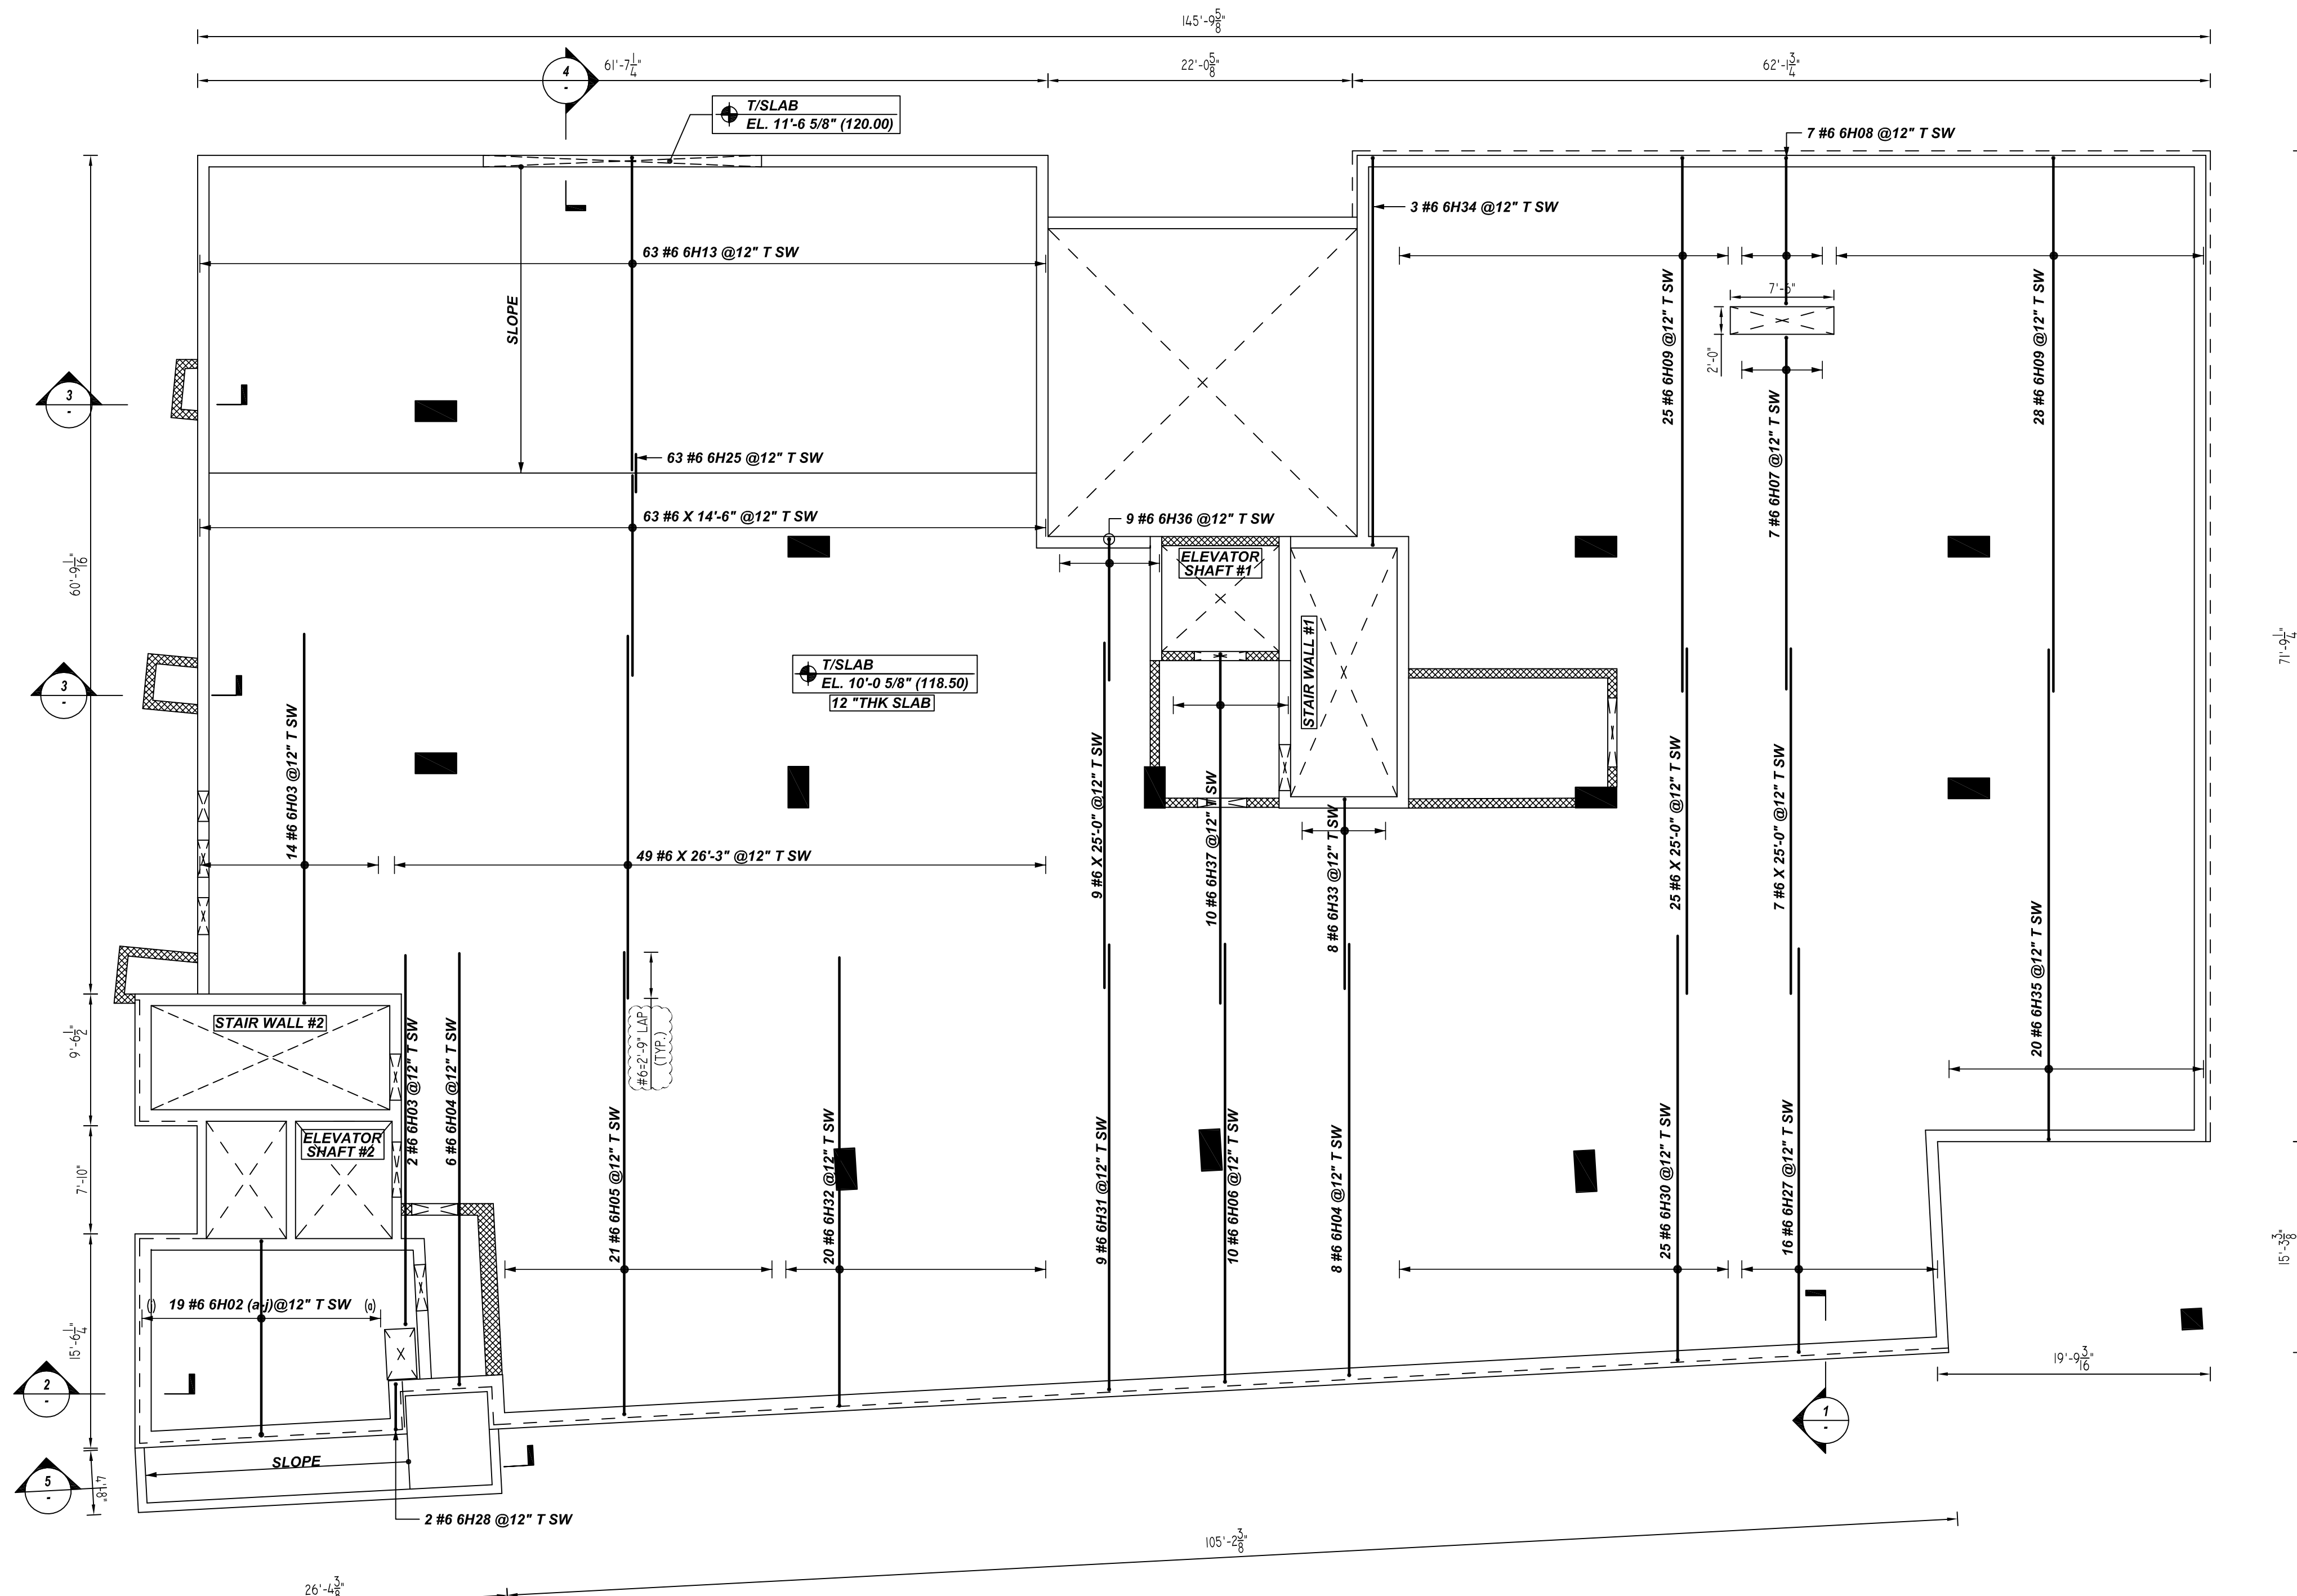 145'-9 5/8"
61'-7 1/4"
22'-0 5/8"
62'-1 3/4"
4
-
T/SLAB
EL. 11'-6 5/8" (120.00)
7 #6 6H08 @12" T SW
3 #6 6H34 @12" T SW
63 #6 6H13 @12" T SW
SLOPE
25 #6 6H09 @12" T SW
7'-6"
2'-0"
28 #6 6H09 @12" T SW
7 #6 6H07 @12" T SW
3
-
63 #6 6H25 @12" T SW
63 #6 X 14'-6" @12" T SW
9 #6 6H36 @12" T SW
60'-9 1/16"
ELEVATOR
SHAFT #1
STAIR WALL #1
71'-9 1/4"
3
-
T/SLAB
EL. 10'-0 5/8" (118.50)
12 "THK SLAB
14 #6 6H03 @12" T SW
49 #6 X 26'-3" @12" T SW
9 #6 X 25'-0" @12" T SW
10 #6 6H37 @12" T SW
8 #6 6H33 @12" T SW
25 #6 X 25'-0" @12" T SW
7 #6 X 25'-0" @12" T SW
20 #6 6H35 @12" T SW
9'-6 1/2"
STAIR WALL #2
#6=2'-9" LAP
(TYP.)
2 #6 6H03 @12" T SW
6 #6 6H04 @12" T SW
7'-10"
ELEVATOR
SHAFT #2
21 #6 6H05 @12" T SW
20 #6 6H32 @12" T SW
9 #6 6H31 @12" T SW
10 #6 6H06 @12" T SW
8 #6 6H04 @12" T SW
25 #6 6H30 @12" T SW
16 #6 6H27 @12" T SW
15'-3 3/8"
(j) 19 #6 6H02 (a-j)@12" T SW (a)
15'-6 1/4"
19'-9 3/16"
2
-
1
-
SLOPE
5
-
4'-8"
2 #6 6H28 @12" T SW
105'-2 3/8"
26'-4 3/8"